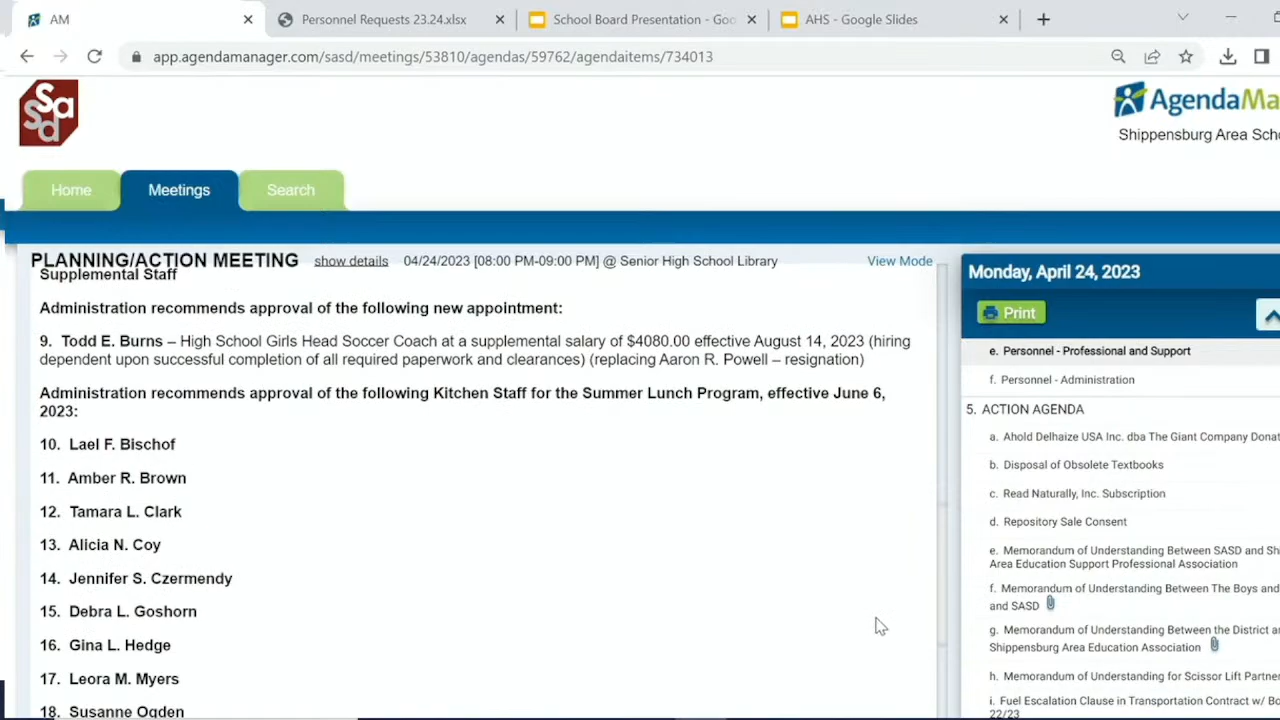 AM
Personnel Requests 23.24.xlsx
School Board Presentation - Goo
AHS - Google Slides
app.agendamanager.com/sasd/meetings/53810/agendas/59762/agendaitems/734013
Sasd
AgendaMa
Shippensburg Area Scho
Home
Meetings
Search
PLANNING/ACTION MEETING show details 04/24/2023 [08:00 PM-09:00 PM] @ Senior High School Library View Mode
Supplemental Staff
Administration recommends approval of the following new appointment:
9. Todd E. Burns – High School Girls Head Soccer Coach at a supplemental salary of $4080.00 effective August 14, 2023 (hiring
dependent upon successful completion of all required paperwork and clearances) (replacing Aaron R. Powell – resignation)
Administration recommends approval of the following Kitchen Staff for the Summer Lunch Program, effective June 6,
2023:
10. Lael F. Bischof
11. Amber R. Brown
12. Tamara L. Clark
13. Alicia N. Coy
14. Jennifer S. Czermendy
15. Debra L. Goshorn
16. Gina L. Hedge
17. Leora M. Myers
18. Susanne Ogden
Monday, April 24, 2023
Print
e. Personnel - Professional and Support
f. Personnel - Administration
5. ACTION AGENDA
a. Ahold Delhaize USA Inc. dba The Giant Company Donat
b. Disposal of Obsolete Textbooks
c. Read Naturally, Inc. Subscription
d. Repository Sale Consent
e. Memorandum of Understanding Between SASD and Sh
Area Education Support Professional Association
f. Memorandum of Understanding Between The Boys and
and SASD
g. Memorandum of Understanding Between the District a
Shippensburg Area Education Association
h. Memorandum of Understanding for Scissor Lift Partner
i. Fuel Escalation Clause in Transportation Contract w/ Bo
22/23